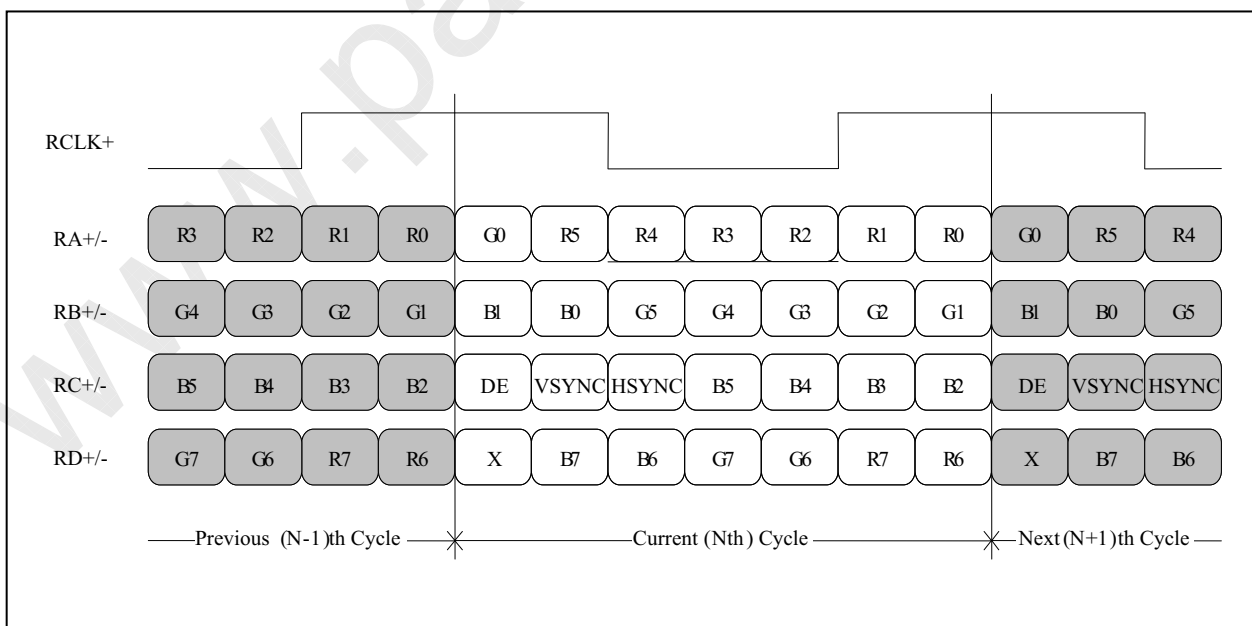 www.pa
RCLK+
RA+/- R3 R2 R1 R0 G0 R5 R4 R3 R2 R1 R0 G0 R5 R4
RB+/- G4 G3 G2 G1 B1 B0 G5 G4 G3 G2 G1 B1 B0 G5
RC+/- B5 B4 B3 B2 DE VSYNC HSYNC B5 B4 B3 B2 DE VSYNC HSYNC
RD+/- G7 G6 R7 R6 X B7 B6 G7 G6 R7 R6 X B7 B6
Previous (N-1)th Cycle Current (Nth) Cycle Next (N+1)th Cycle